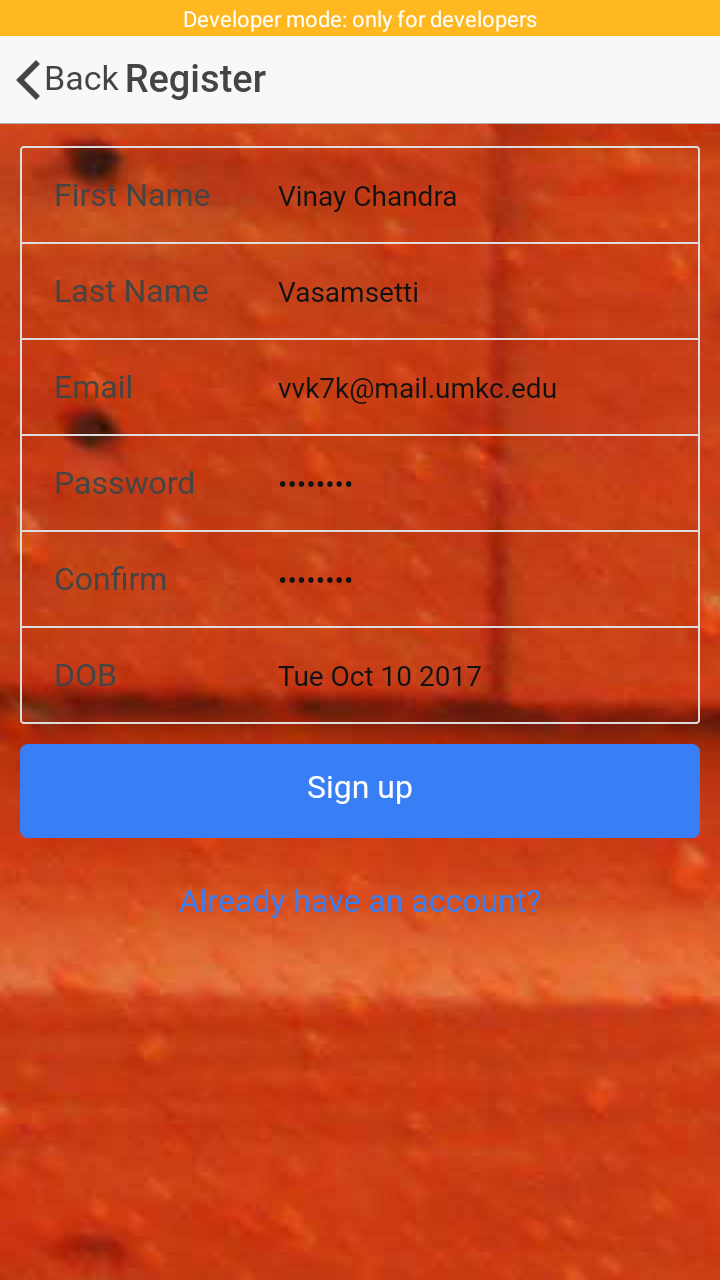 Developer mode: only for developers
Back Register
First Name Vinay Chandra
Last Name Vasamsetti
Email vvk7k@mail.umkc.edu
Password ••••••••
Confirm ••••••••
DOB Tue Oct 10 2017
Sign up
Already have an account?